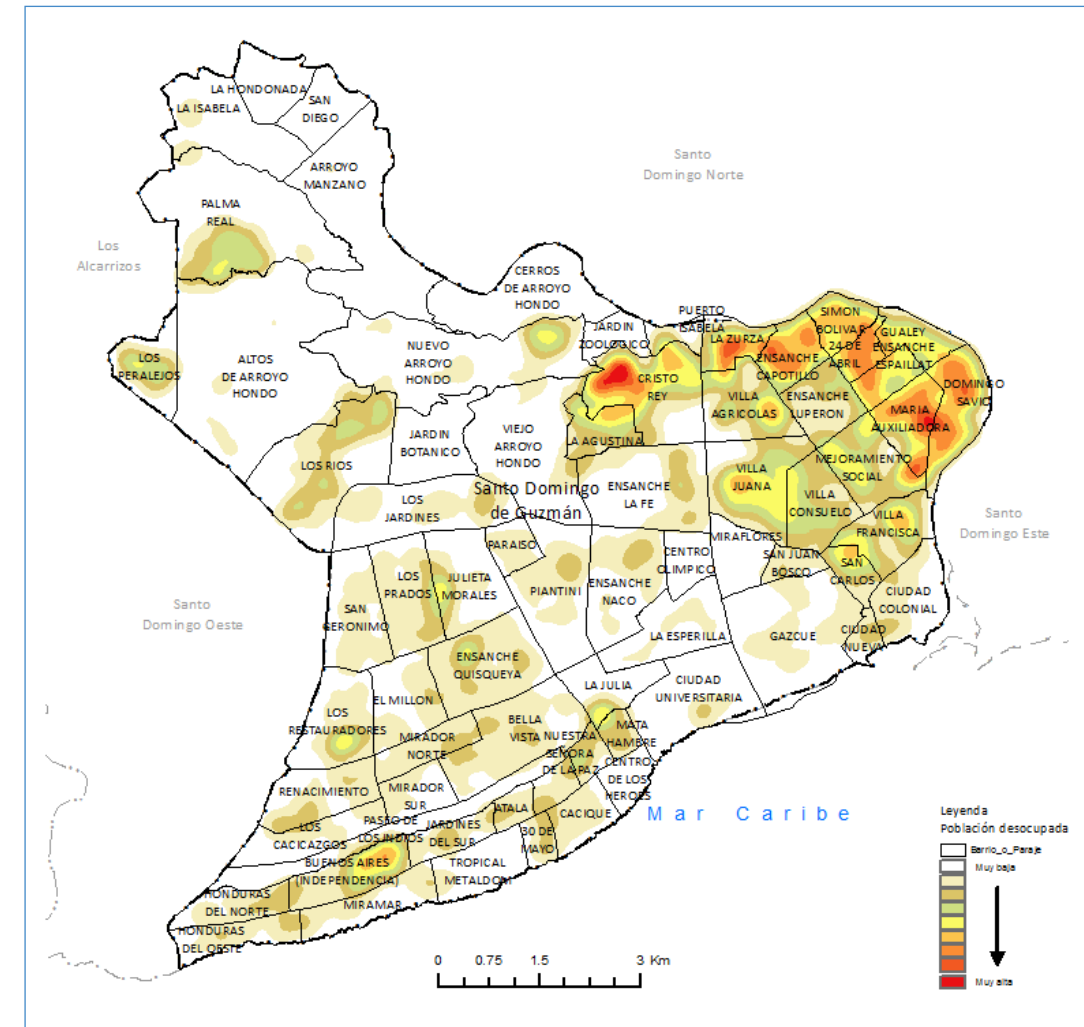 LA HONDONADA
LA ISABELA
SAN
DIEGO
ARROYO
MANZANO
Santo
Domingo Norte
PALMA
REAL
Los
Alcarrizos
CERROS
DE ARROYO
HONDO
PUERTO
ISABELA
JARDIN
ZOOLOGICO
LA ZURZA
SIMON
BOLIVAR
24 DE
ABRIL
GUALEY
ENSANCHE
ESPAILLAT
ENSANCHE
CAPOTILLO
DOMINGO
SAVIO
LOS
PERALEJOS
ALTOS
DE ARROYO
HONDO
NUEVO
ARROYO
HONDO
CRISTO
REY
VILLA
AGRICOLAS
ENSANCHE
LUPERON
MARIA
AUXILIADORA
LOS RIOS
JARDIN
BOTANICO
VIEJO
ARROYO
HONDO
LA AGUSTINA
MEJORAMIENTO
SOCIAL
ENSANCHE
LA FE
VILLA
JUANA
VILLA
CONSUELO
VILLA
FRANCISCA
Santo Domingo
de Guzmán
LOS
JARDINES
Santo
Domingo Este
MIRAFLORES
SAN JUAN
BOSCO
SAN
CARLOS
PARAISO
CENTRO
OLIMPICO
LOS
PRADOS
JULIETA
MORALES
PIANTINI
ENSANCHE
NACO
CIUDAD
COLONIAL
Santo
Domingo Oeste
SAN
GERONIMO
LA ESPERILLA
GAZCUE
CIUDAD
NUEVA
ENSANCHE
QUISQUEYA
LA JULIA
CIUDAD
UNIVERSITARIA
EL MILLON
LOS
RESTAURADORES
BELLA
VISTA
MIRADOR
NORTE
NUESTRA
SEÑORA
DE LA PAZ
MATA
HAMBRE
CENTRO
DE LOS
HEROES
RENACIMIENTO
MIRADOR
SUR
PASEO DE
LOS INDIOS
LOS
CACICAZGOS
JARDINES
DEL SUR
ATALA
30 DE
MAYO
CACIQUE
Mar Caribe
BUENOS AIRES
(INDEPENDENCIA)
TROPICAL
METALDOM
HONDURAS
DEL NORTE
MIRAMAR
HONDURAS
DEL OESTE
0 0.75 1.5 3 Km
Leyenda
Población desocupada
Barrio_o_Paraje
Muy baja
Muy alta